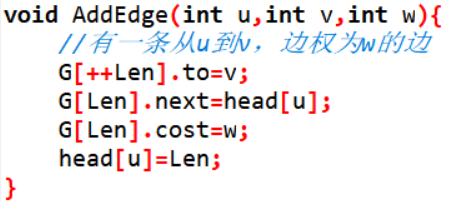 void AddEdge(int u,int v,int w){
//有一条从u到v，边权为w的边
G[++Len].to=v;
G[Len].next=head[u];
G[Len].cost=w;
head[u]=Len;
}